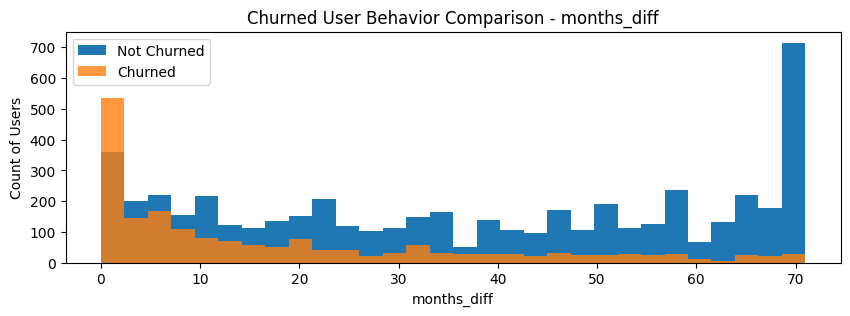 Churned User Behavior Comparison - months_diff
Not Churned
Churned
Count of Users
700
600
500
400
300
200
100
0
0 10 20 30 40 50 60 70
months_diff